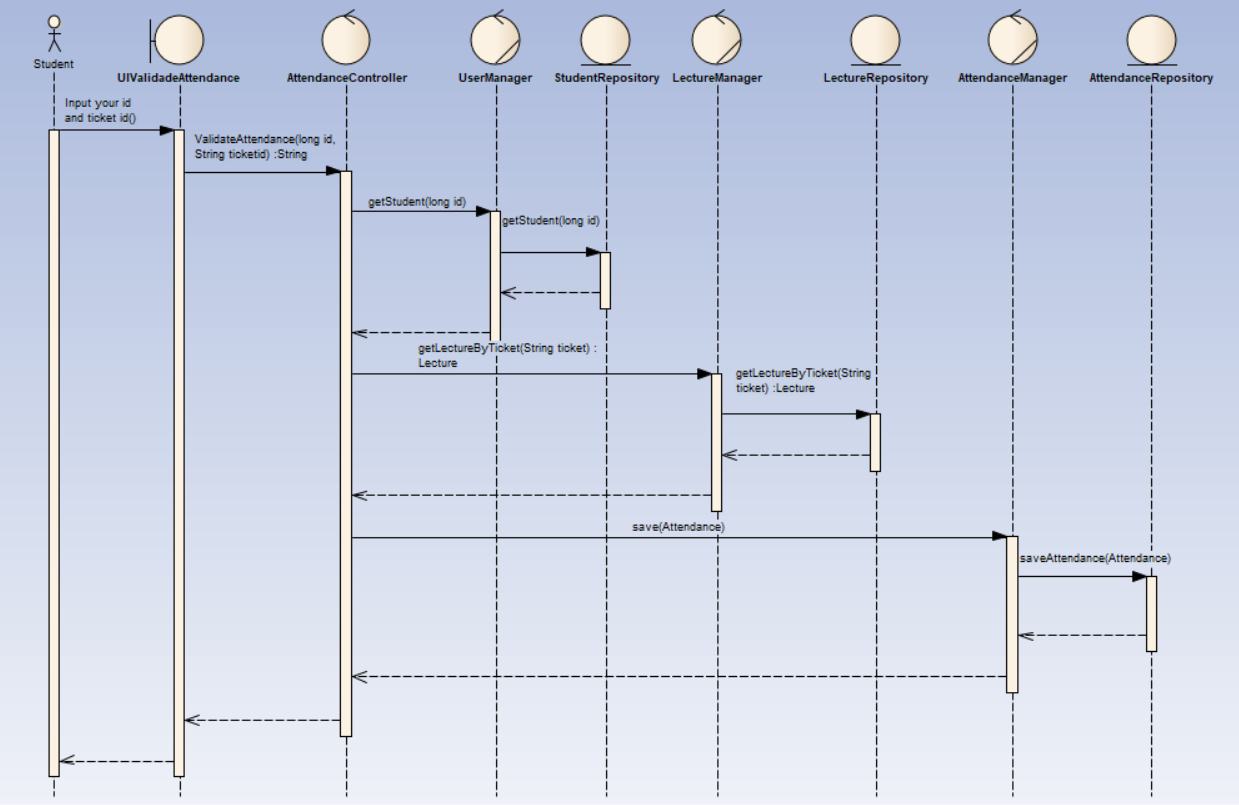 Student
UIValidadeAttendance
AttendanceController
UserManager
StudentRepository
LectureManager
LectureRepository
AttendanceManager
AttendanceRepository
Input your id
and ticket id()
ValidateAttendance(long id,
String ticketid) :String
getStudent(long id)
getStudent(long id)
getLectureByTicket(String ticket) :
Lecture
getLectureByTicket(String
ticket) :Lecture
save(Attendance)
saveAttendance(Attendance)